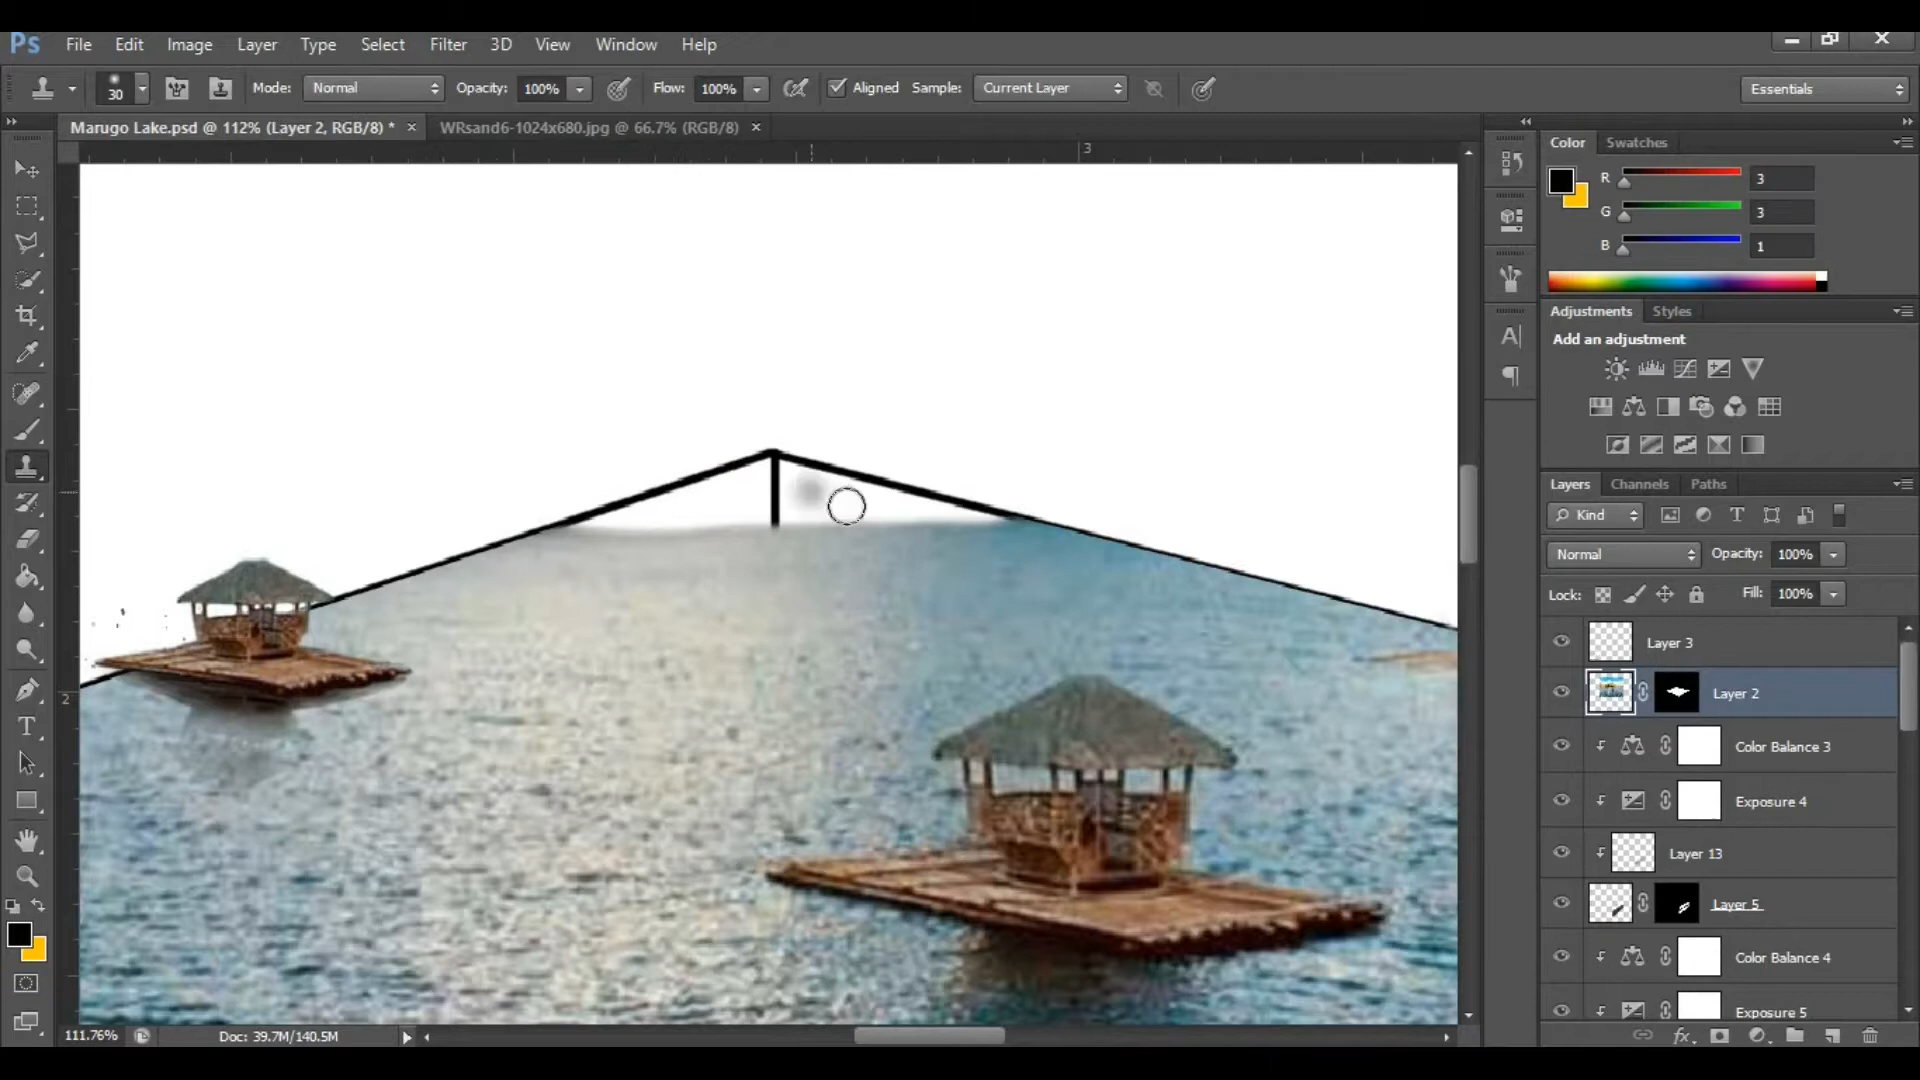 Ps File Edit Image Layer Type Select Filter 3D View Window Help
30 Mode: Normal Opacity: 100% Flow: 100% Aligned Sample: Current Layer Essentials
Marugo Lake.psd @ 112% (Layer 2, RGB/8) * × WRsand6-1024x680.jpg @ 66.7% (RGB/8) ×
3
2
Color Swatches
R 3
G 3
B 1
Adjustments Styles
Add an adjustment
Layers Channels Paths
Kind
Normal Opacity: 100%
Lock: Fill: 100%
Layer 3
Layer 2
Color Balance 3
Exposure 4
Layer 13
Layer 5
Color Balance 4
Exposure 5
111.76% Doc: 39.7M/140.5M